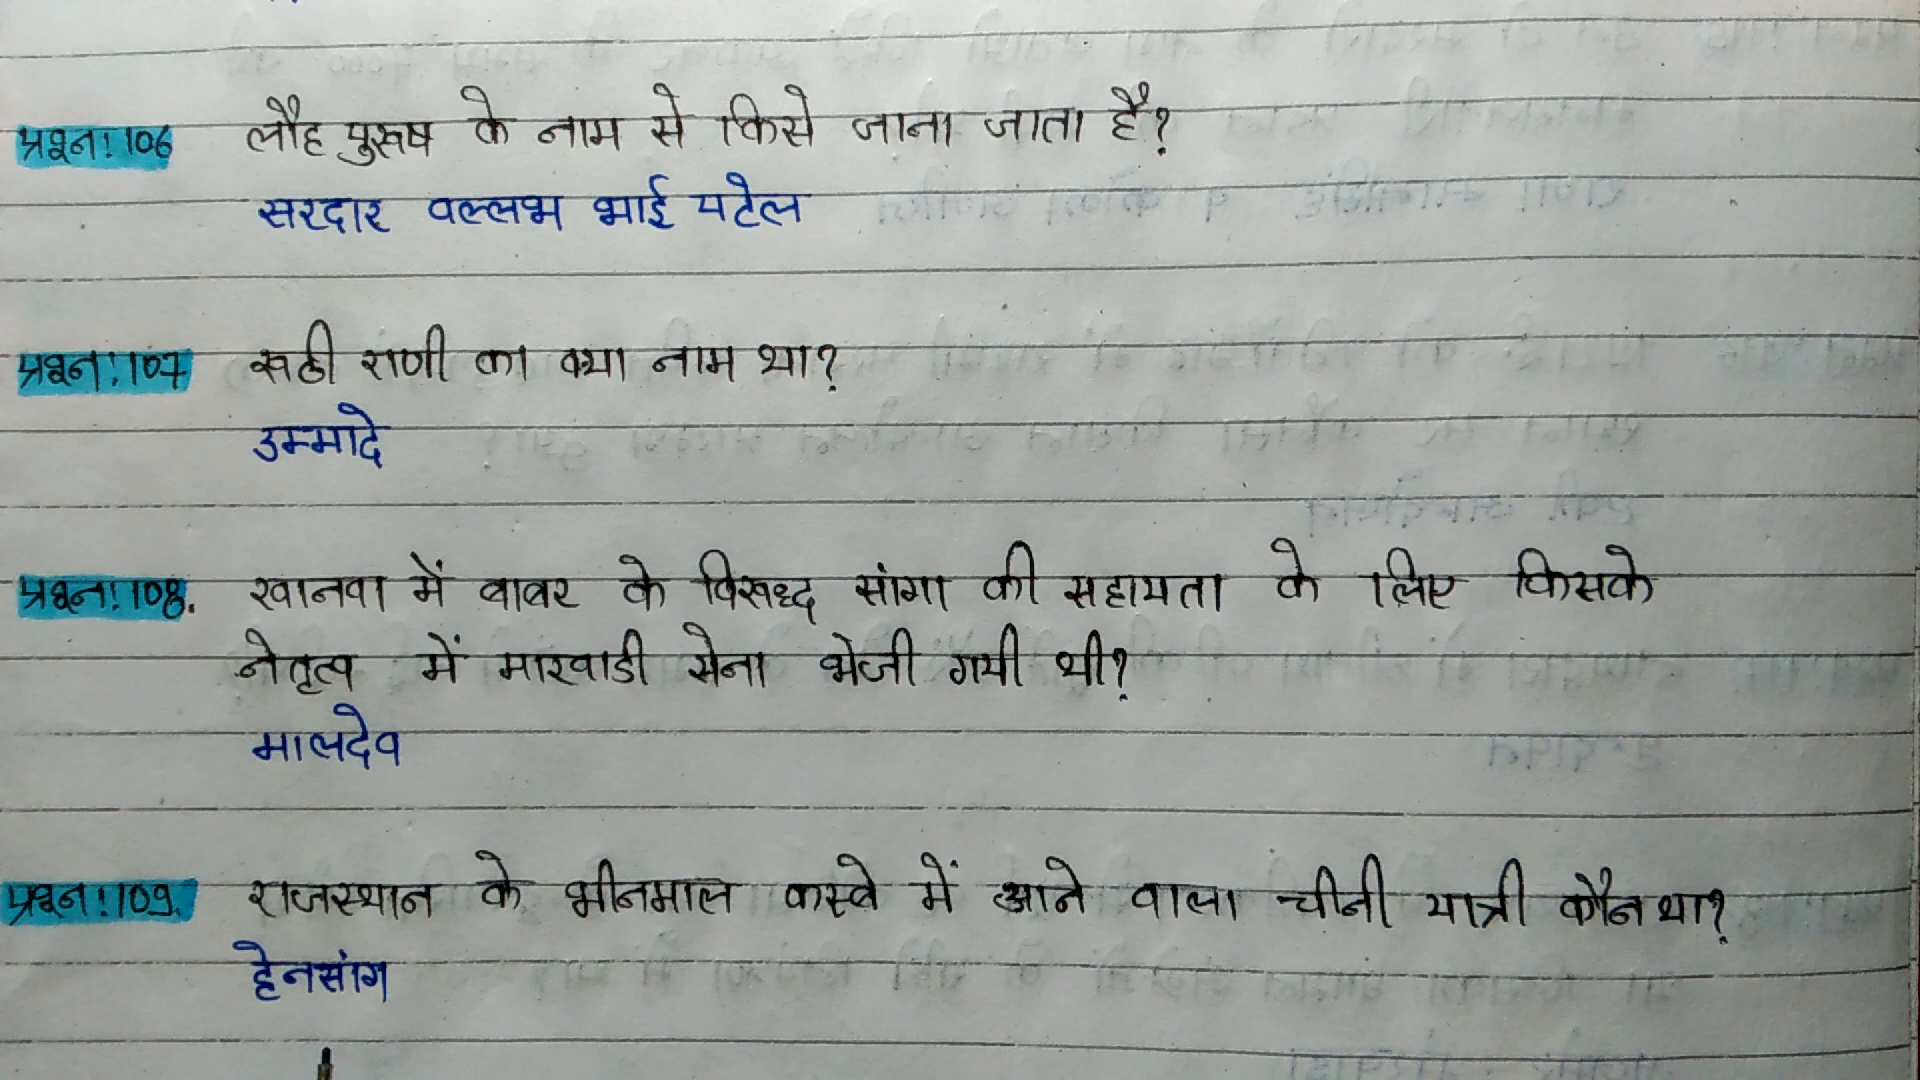 प्रश्न:106 लौह पुरूष के नाम से किसे जाना जाता है?
सरदार वल्लभ भाई पटेल
प्रश्न:107 रूठी राणी का क्या नाम था?
उम्मादे
प्रश्न:108. खानवा में बाबर के विरूध्द सांगा की सहायता के लिए किसके
नेतृत्व में मारवाडी सेना भेजी गयी थी?
मालदेव
प्रश्न:109. राजस्थान के भीनमाल कस्बे में आने वाला चीनी यात्री कौन था?
हेनसांग